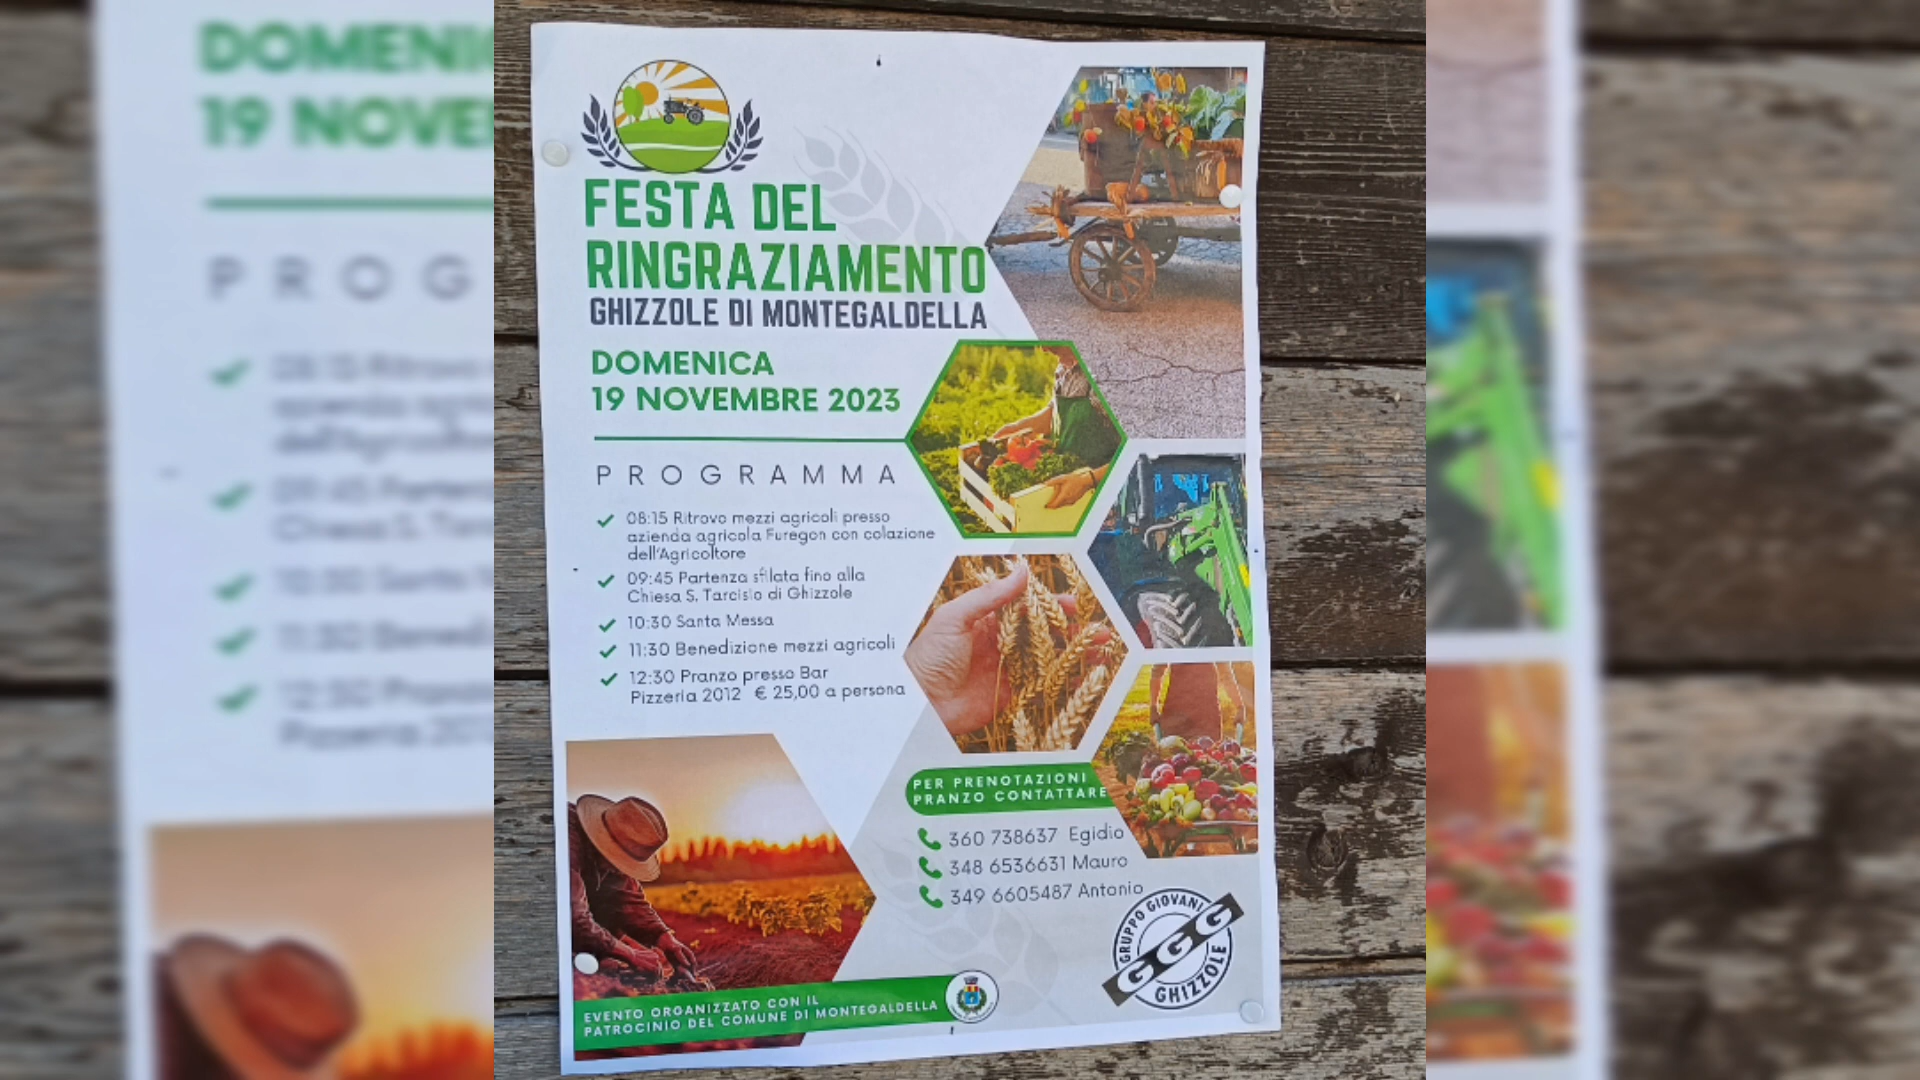 FESTA DEL
RINGRAZIAMENTO
GHIZZOLE DI MONTEGALDELLA
DOMENICA
19 NOVEMBRE 2023
PROGRAMMA
08:15 Ritrovo mezzi agricoli presso
azienda agricola Furegon con colazione
dell'Agricoltore
09:45 Partenza sfilata fino alla
Chiesa S. Tarcisio di Ghizzole
10:30 Santa Messa
11:30 Benedizione mezzi agricoli
12:30 Pranzo presso Bar
Pizzeria 2012 € 25,00 a persona
PER PRENOTAZIONI
PRANZO CONTATTARE
360 738637 Egidio
348 6536631 Mauro
349 6605487 Antonio
GRUPPO GIOVANI
GGG
GHIZZOLE
EVENTO ORGANIZZATO CON IL
PATROCINIO DEL COMUNE DI MONTEGALDELLA